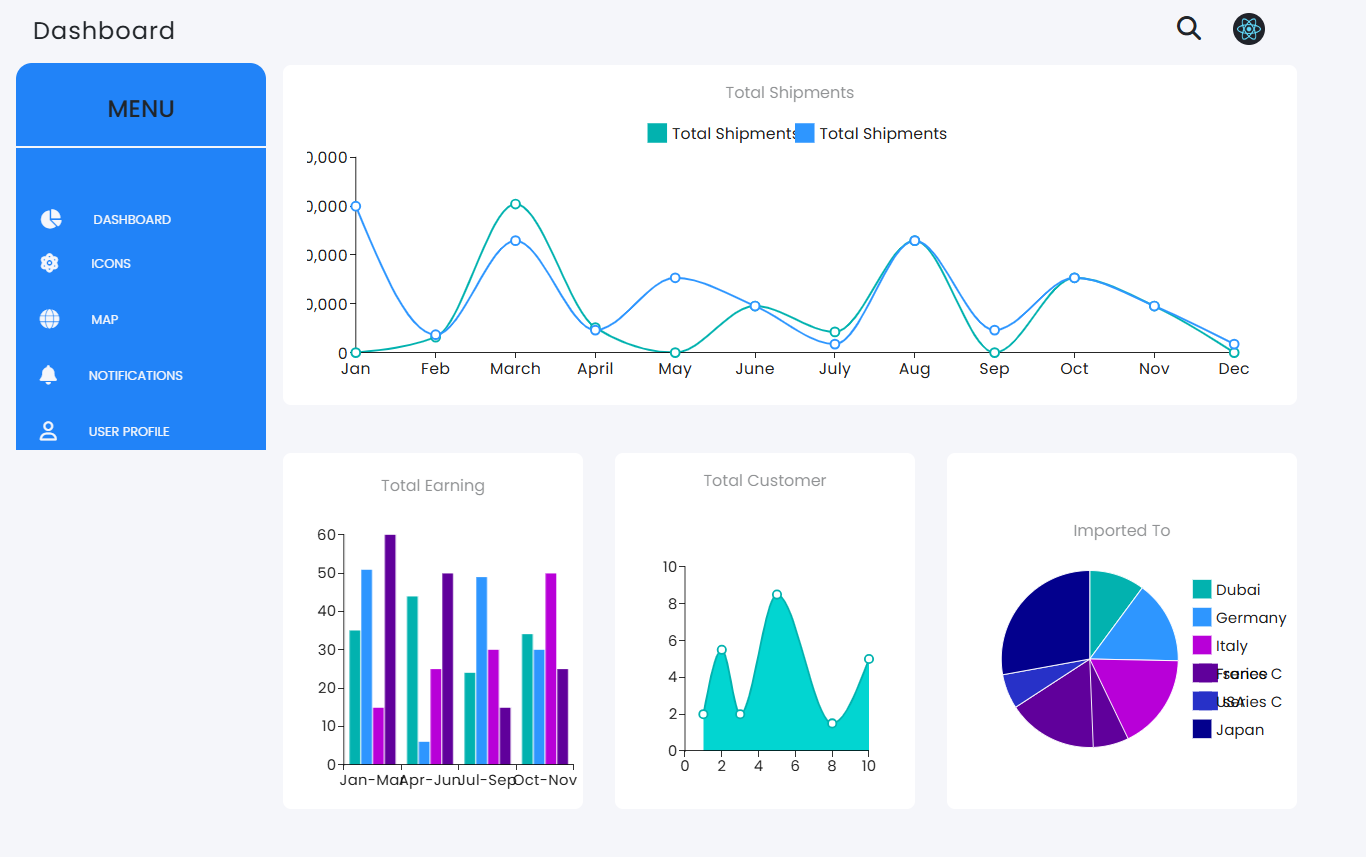 Dashboard
MENU
DASHBOARD
ICONS
MAP
NOTIFICATIONS
USER PROFILE
Total Shipments
Total Shipments Total Shipments
0,000
0,000
0,000
0,000
0
Jan Feb March April May June July Aug Sep Oct Nov Dec
Total Earning
60
50
40
30
20
10
0
Jan-Mar Apr-Jun Jul-Sep Oct-Nov
Total Customer
10
8
6
4
2
0
0 2 4 6 8 10
Imported To
Dubai
Germany
Italy
France Series C
USA Series C
Japan